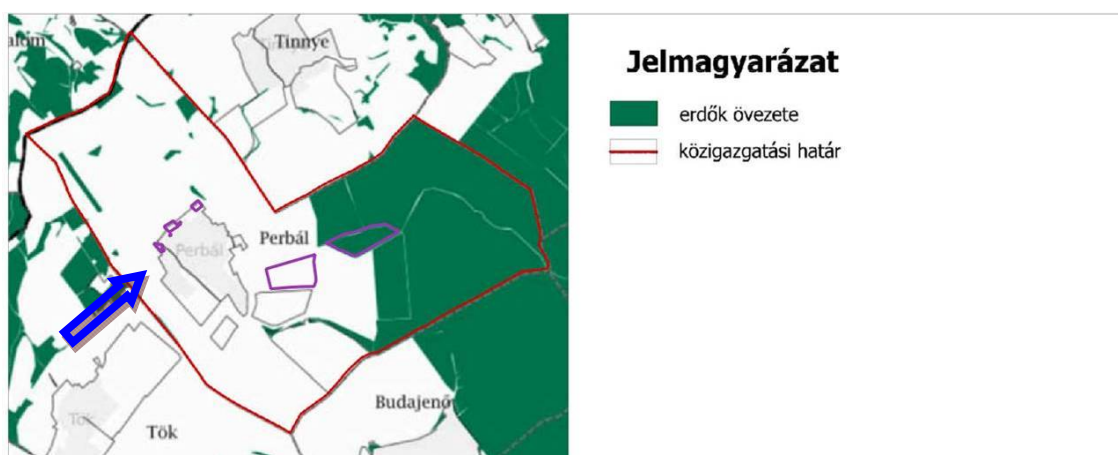 Tinnye
Perbál
Perbál
Tök
Tök
Budajenő
Jelmagyarázat
erdők övezete
közigazgatási határ